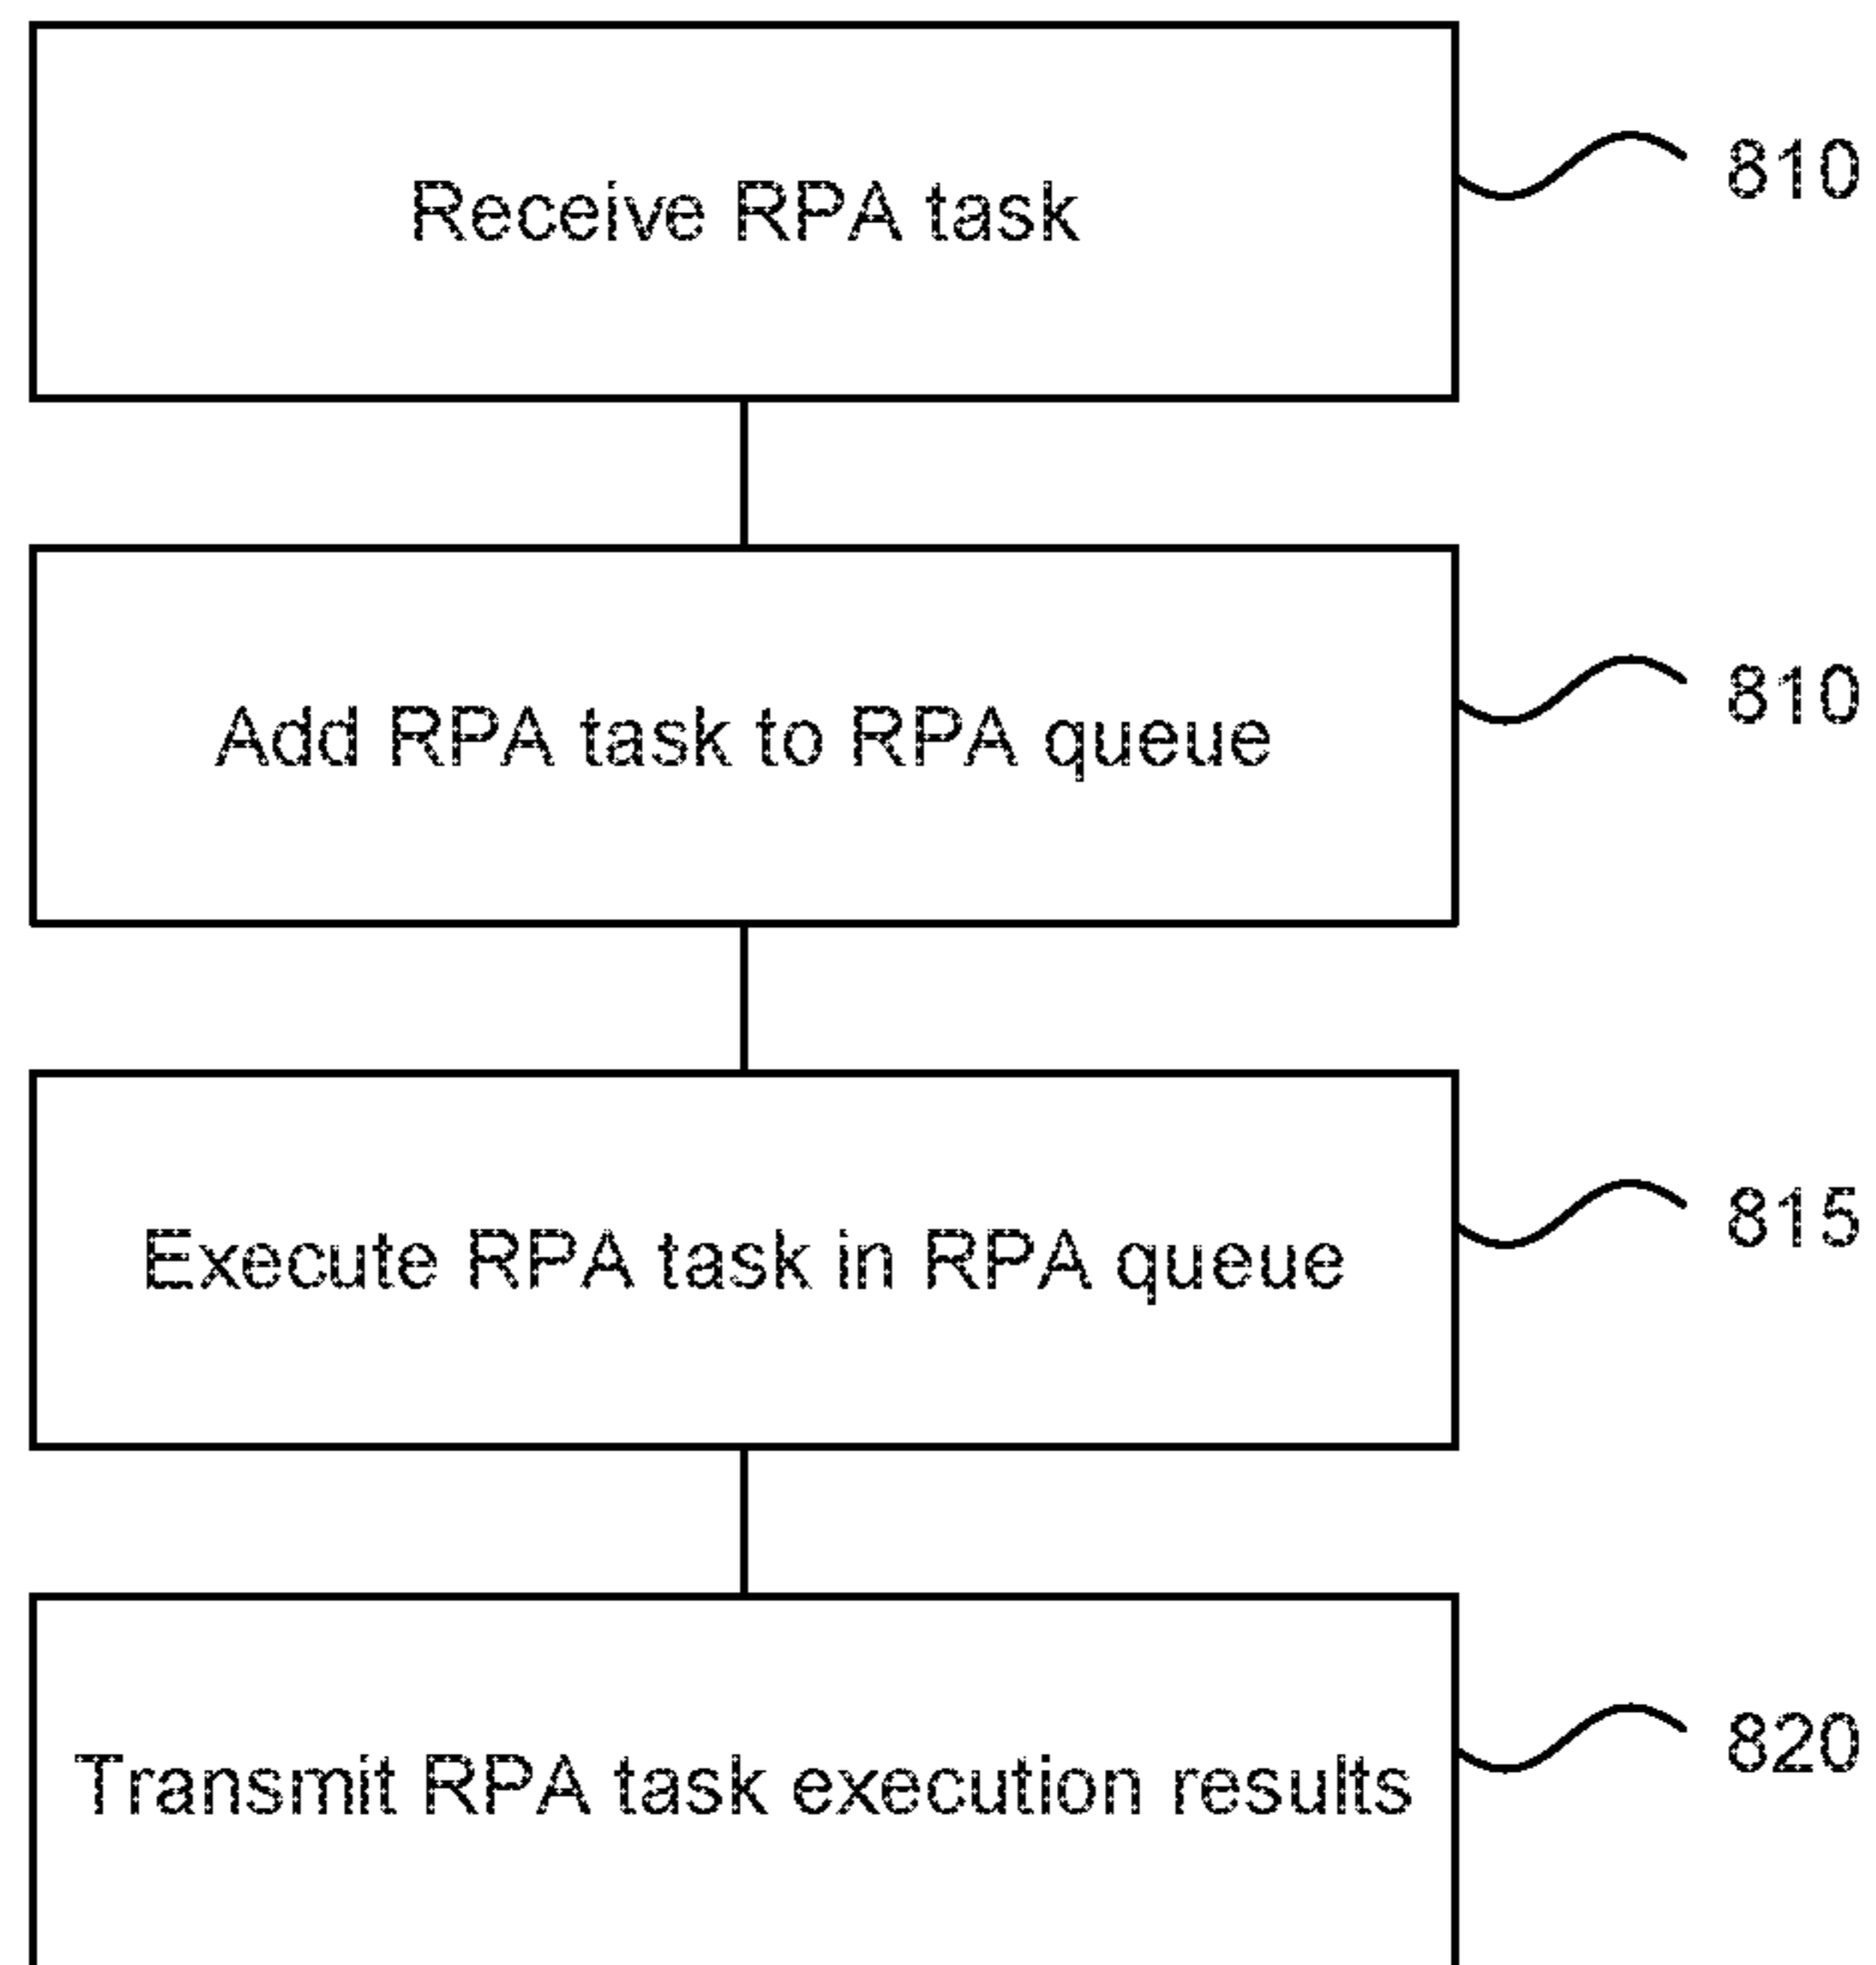 Receive RPA task
810
Add RPA task to RPA queue
810
Execute RPA task in RPA queue
815
Transmit RPA task execution results
820